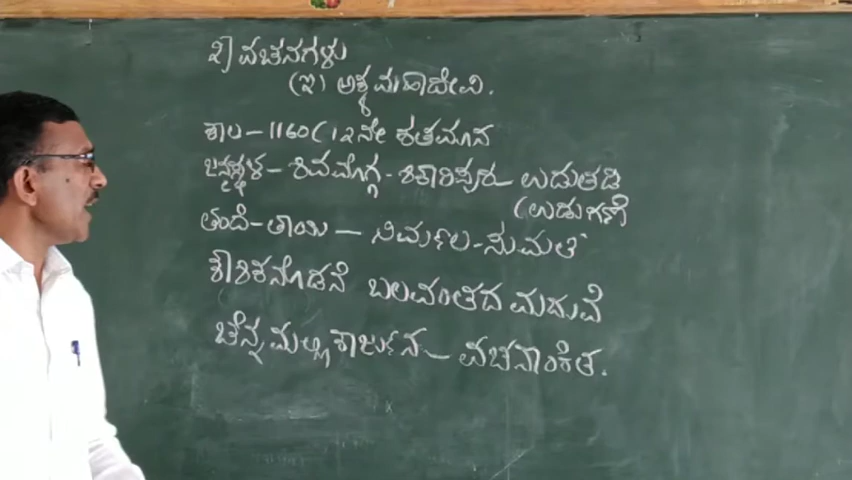 ೨] ವಚನಗಳು
(ಇ) ಅಕ್ಕಮಹಾದೇವಿ.
ಕಾಲ - 1160 (12ನೇ ಶತಮಾನ
ಜನ್ಮಸ್ಥಳ - ಶಿವಮೊಗ್ಗ - ಶಿಕಾರಿಪುರ - ಉಡುತಡಿ
(ಉಡುಗಣಿ
ತಂದೆ - ತಾಯಿ - ನಿರ್ಮಲ - ಸುಮತಿ
ಕೌಶಿಕನೊಡನೆ ಬಲವಂತದ ಮದುವೆ
ಚೆನ್ನಮಲ್ಲಿಕಾರ್ಜುನ - ವಚನಾಂಕಿತ.